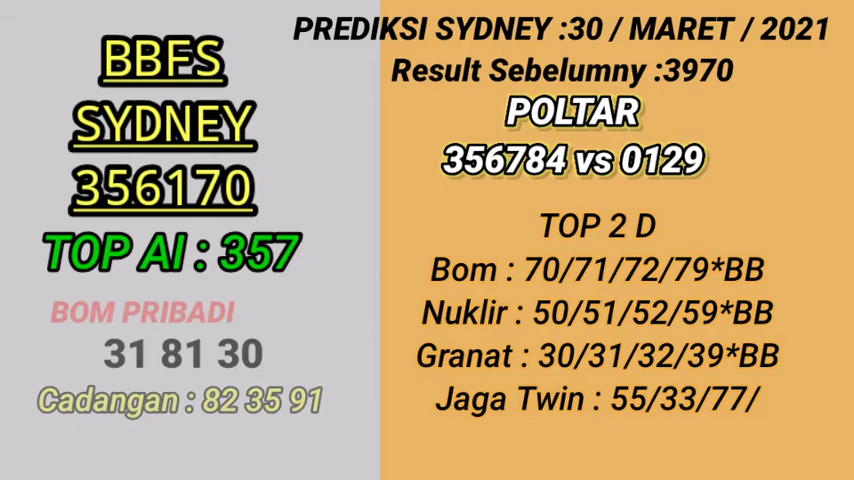 BBFS
SYDNEY
356170
TOP AI : 357
BOM PRIBADI
31 81 30
Cadangan : 82 35 91
PREDIKSI SYDNEY :30 / MARET / 2021
Result Sebelumny :3970
POLTAR
356784 vs 0129
TOP 2 D
Bom : 70/71/72/79*BB
Nuklir : 50/51/52/59*BB
Granat : 30/31/32/39*BB
Jaga Twin : 55/33/77/